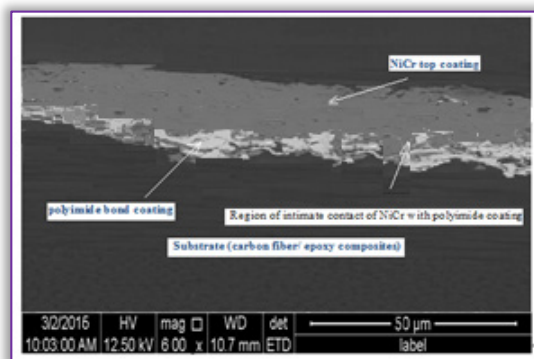 NiCr top coating
polyimide bond coating
Region of intimate contact of NiCr with polyimide coating
Substrate (carbon fiber/ epoxy composites)
3/2/2016 HV mag □ WD det 50 µm
10:03:00 AM 12.50 kV 6 00 x 10.7 mm ETD label